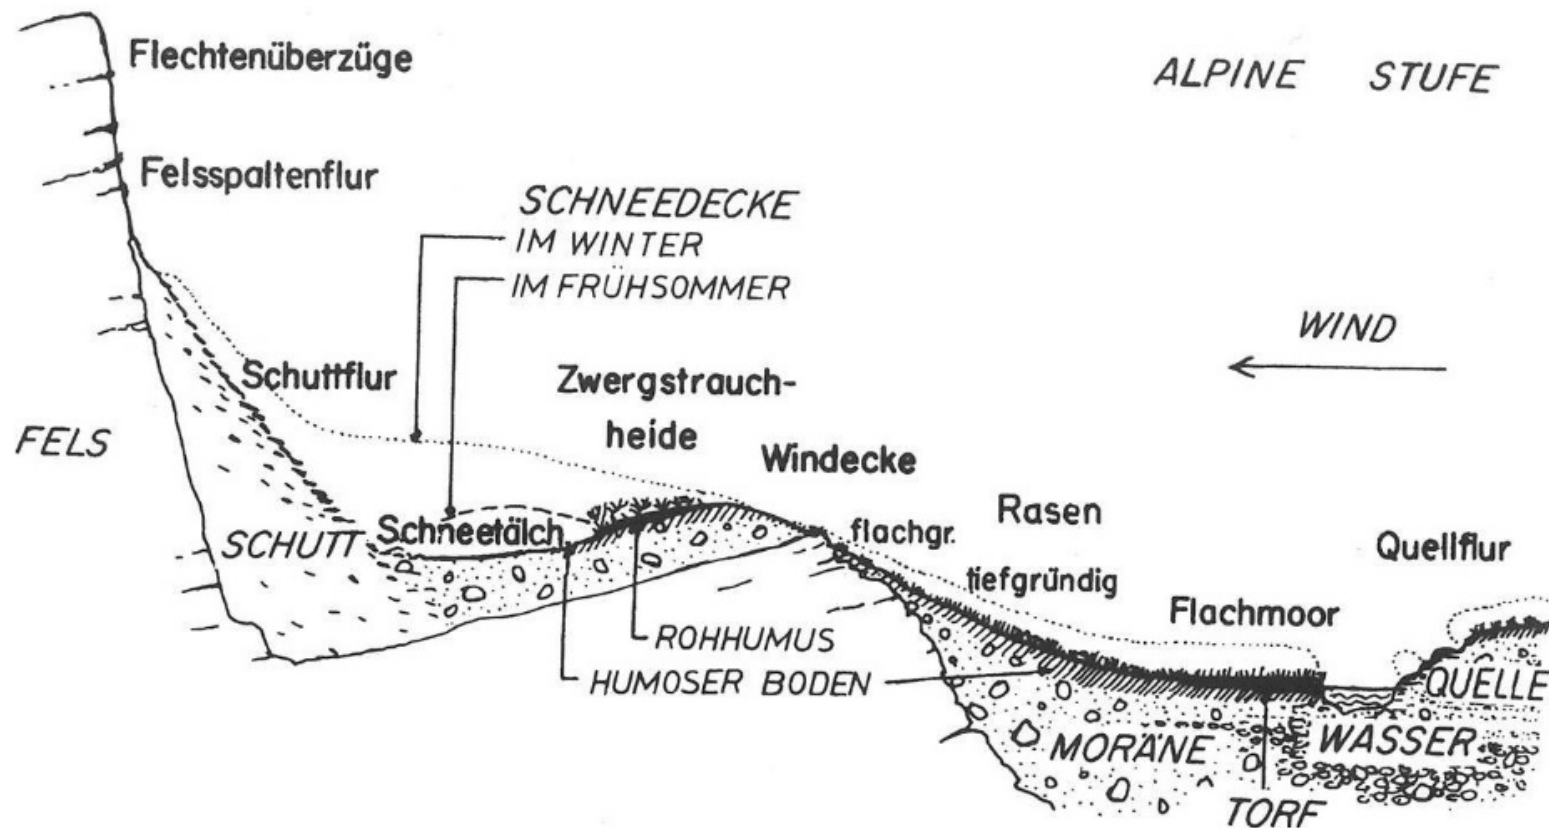 Flechtenüberzüge
ALPINE STUFE
Felsspaltenflur
SCHNEEDECKE
IM WINTER
IM FRÜHSOMMER
WIND
Schuttflur
Zwergstrauch-
heide
FELS
Windecke
Rasen
flachgr.
tiefgründig
Quellflur
SCHUTT
Schneetälch
Flachmoor
ROHHUMUS
HUMOSER BODEN
QUELLE
MORÄNE
WASSER
TORF